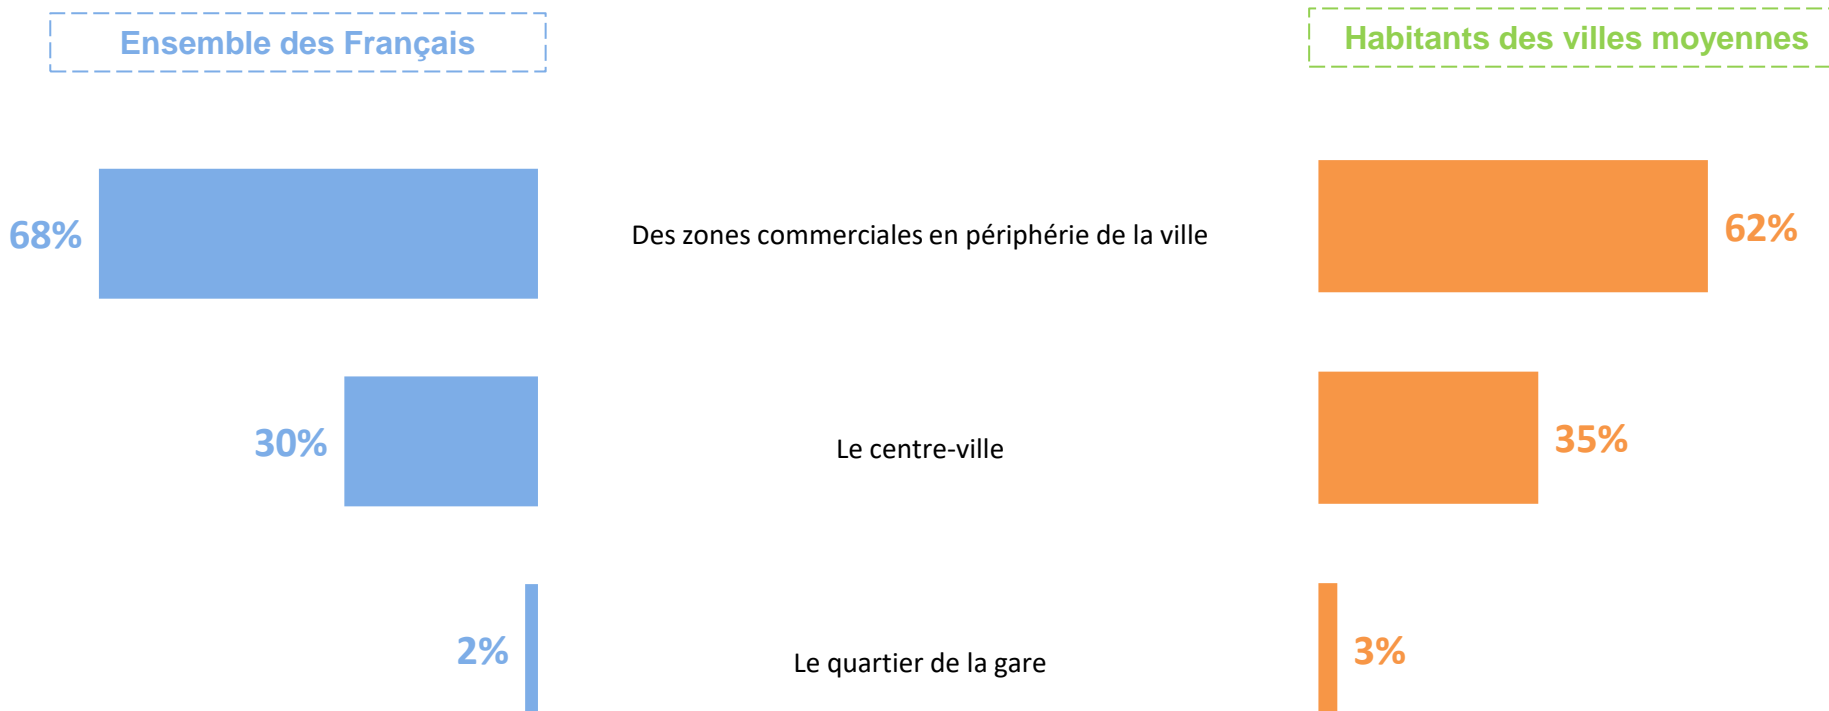 Ensemble des Français
Habitants des villes moyennes
68%
Des zones commerciales en périphérie de la ville
62%
30%
Le centre-ville
35%
2%
Le quartier de la gare
3%